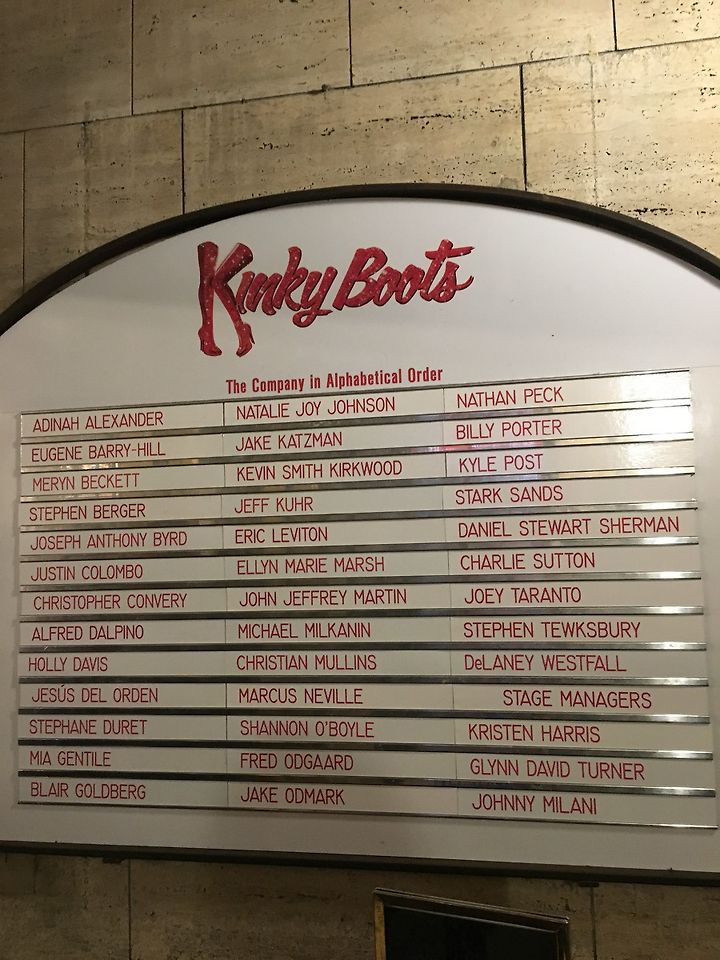 Kinky Boots
The Company in Alphabetical Order
ADINAH ALEXANDER
EUGENE BARRY-HILL
MERYN BECKETT
STEPHEN BERGER
JOSEPH ANTHONY BYRD
JUSTIN COLOMBO
CHRISTOPHER CONVERY
ALFRED DALPINO
HOLLY DAVIS
JESÚS DEL ORDEN
STEPHANE DURET
MIA GENTILE
BLAIR GOLDBERG
NATALIE JOY JOHNSON
JAKE KATZMAN
KEVIN SMITH KIRKWOOD
JEFF KUHR
ERIC LEVITON
ELLYN MARIE MARSH
JOHN JEFFREY MARTIN
MICHAEL MILKANIN
CHRISTIAN MULLINS
MARCUS NEVILLE
SHANNON O'BOYLE
FRED ODGAARD
JAKE ODMARK
NATHAN PECK
BILLY PORTER
KYLE POST
STARK SANDS
DANIEL STEWART SHERMAN
CHARLIE SUTTON
JOEY TARANTO
STEPHEN TEWKSBURY
DeLANEY WESTFALL
STAGE MANAGERS
KRISTEN HARRIS
GLYNN DAVID TURNER
JOHNNY MILANI